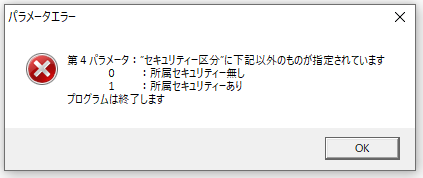 パラメータエラー
第4パラメータ：”セキュリティー区分”に下記以外のものが指定されています
0 ：所属セキュリティー無し
1 ：所属セキュリティーあり
プログラムは終了します
OK